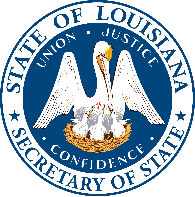 STATE OF LOUISIANA
UNION · JUSTICE
· CONFIDENCE ·
★ SECRETARY OF STATE ★